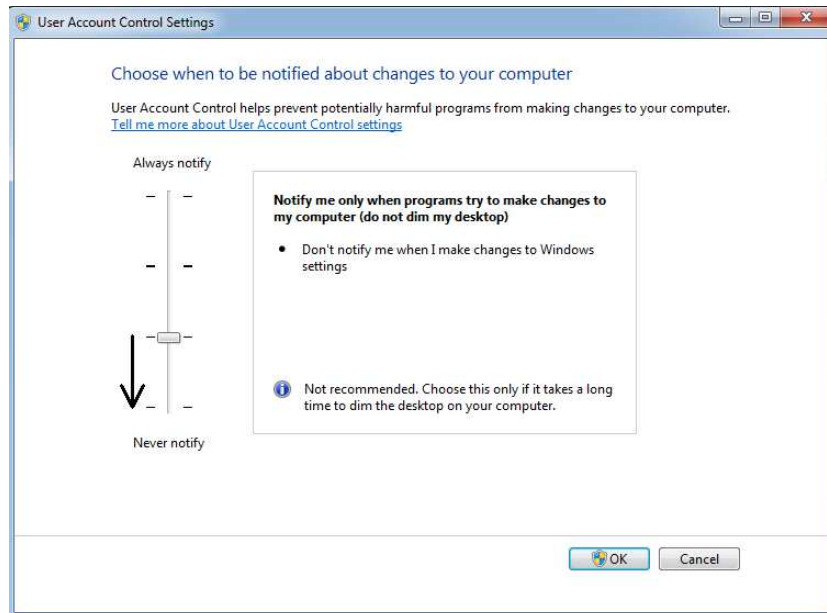 User Account Control Settings
Choose when to be notified about changes to your computer
User Account Control helps prevent potentially harmful programs from making changes to your computer.
Tell me more about User Account Control settings
Always notify
Notify me only when programs try to make changes to
my computer (do not dim my desktop)
• Don't notify me when I make changes to Windows
settings
Not recommended. Choose this only if it takes a long
time to dim the desktop on your computer.
Never notify
OK Cancel